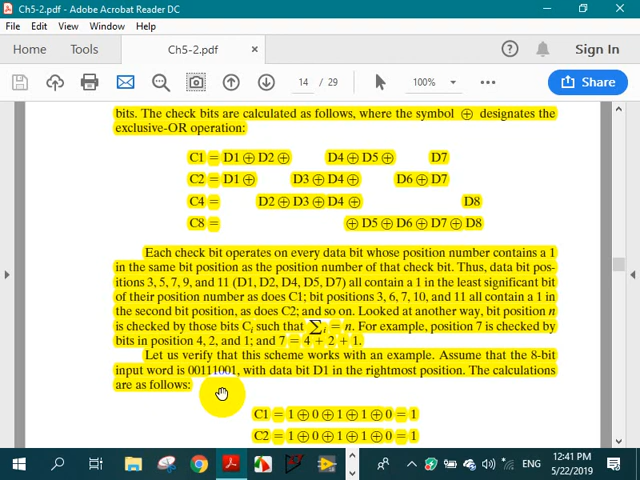 Ch5-2.pdf - Adobe Acrobat Reader DC
File Edit View Window Help
Home Tools Ch5-2.pdf × ? Sign In
14 / 29 100% Share
bits. The check bits are calculated as follows, where the symbol ⊕ designates the
exclusive-OR operation:
C1 = D1 ⊕ D2 ⊕ D4 ⊕ D5 ⊕ D7
C2 = D1 ⊕ D3 ⊕ D4 ⊕ D6 ⊕ D7
C4 = D2 ⊕ D3 ⊕ D4 ⊕ D8
C8 = ⊕ D5 ⊕ D6 ⊕ D7 ⊕ D8
Each check bit operates on every data bit whose position number contains a 1
in the same bit position as the position number of that check bit. Thus, data bit pos-
itions 3, 5, 7, 9, and 11 (D1, D2, D4, D5, D7) all contain a 1 in the least significant bit
of their position number as does C1; bit positions 3, 6, 7, 10, and 11 all contain a 1 in
the second bit position, as does C2; and so on. Looked at another way, bit position n
is checked by those bits Ci such that ∑i = n. For example, position 7 is checked by
bits in position 4, 2, and 1; and 7 = 4 + 2 + 1.
Let us verify that this scheme works with an example. Assume that the 8-bit
input word is 00111001, with data bit D1 in the rightmost position. The calculations
are as follows:
C1 = 1 ⊕ 0 ⊕ 1 ⊕ 1 ⊕ 0 = 1
C2 = 1 ⊕ 0 ⊕ 1 ⊕ 1 ⊕ 0 = 1
ENG 12:41 PM
5/22/2019